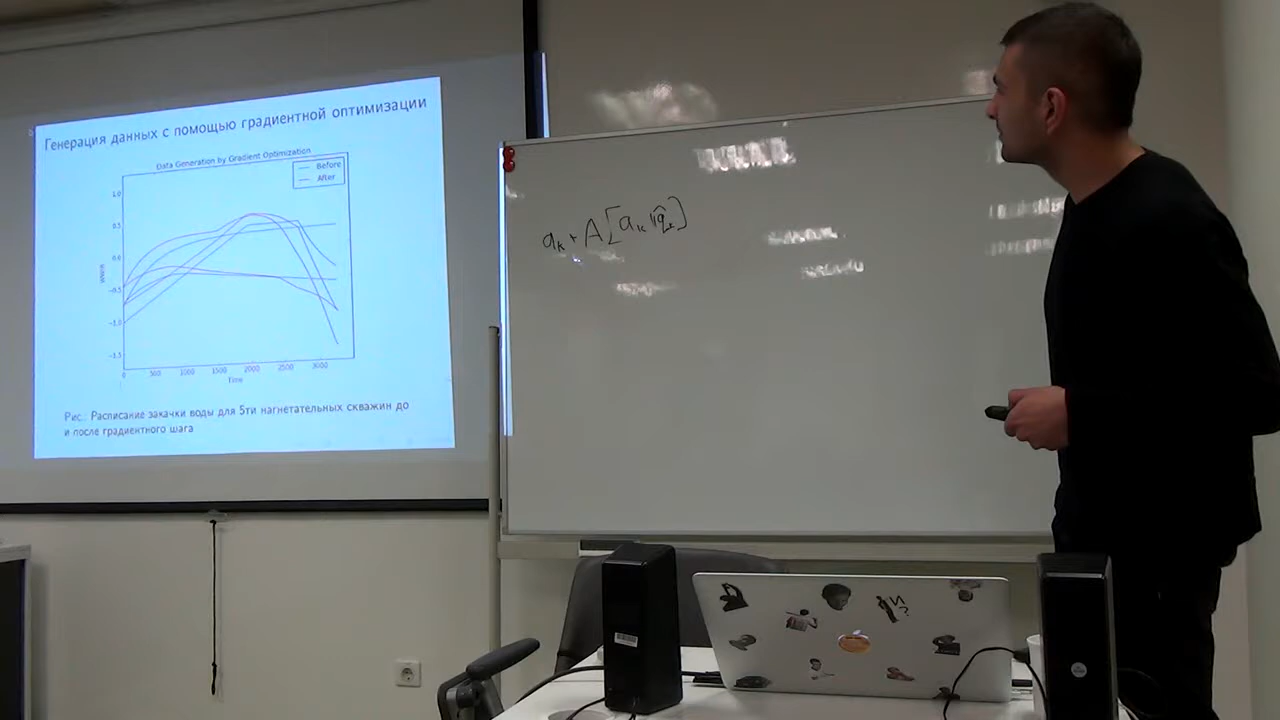 Генерация данных с помощью градиентной оптимизации
Data Generation by Gradient Optimization
Before
After
1.0
0.5
0.0
-0.5
-1.0
-1.5
0 500 1000 1500 2000 2500 3000
Time
Рис.: Расписание закачки воды для 5ти нагнетательных скважин до
и после градиентного шага